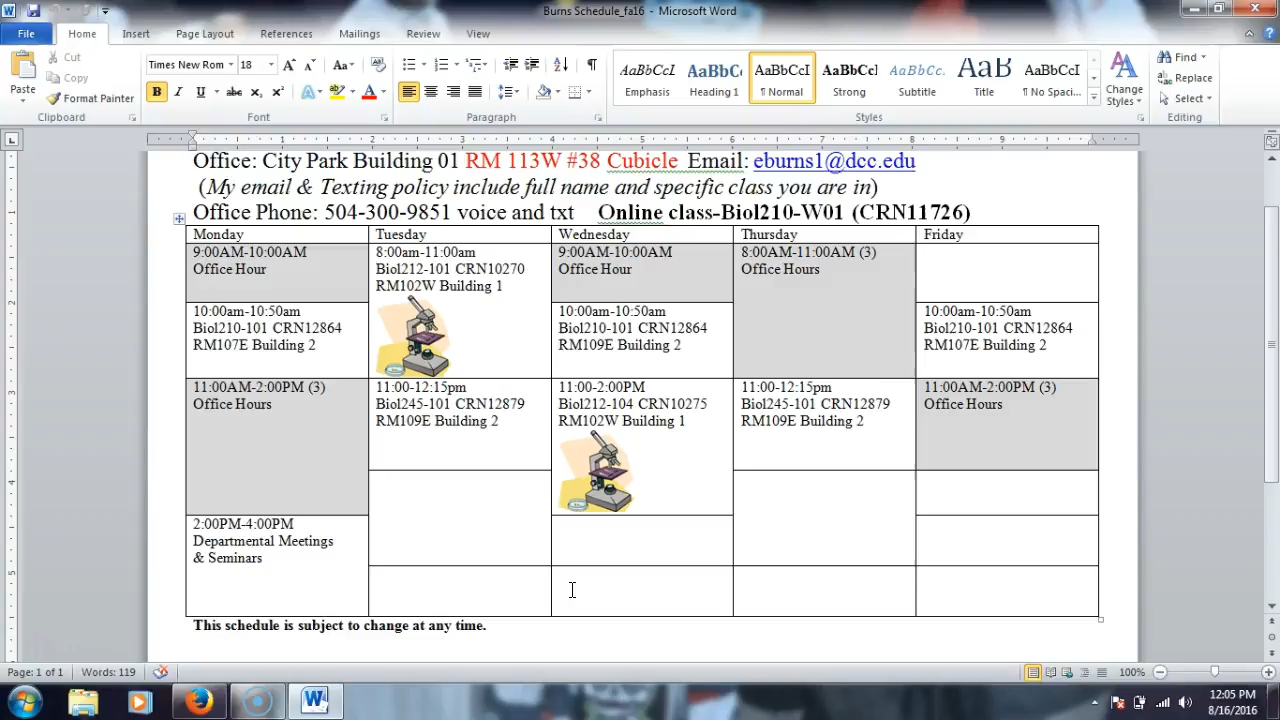 Burns Schedule_fa16 - Microsoft Word
File Home Insert Page Layout References Mailings Review View
Paste
Cut
Copy
Format Painter
Clipboard
Times New Rom 18
Font
Paragraph
AaBbCcI Emphasis
AaBbC Heading 1
AaBbCcI ¶ Normal
AaBbCcI Strong
AaBbCc. Subtitle
AaB Title
AaBbCcI ¶ No Spaci...
Change Styles
Styles
Find
Replace
Select
Editing
Office: City Park Building 01 RM 113W #38 Cubicle Email: eburns1@dcc.edu
(My email & Texting policy include full name and specific class you are in)
Office Phone: 504-300-9851 voice and txt Online class-Biol210-W01 (CRN11726)
Monday Tuesday Wednesday Thursday Friday
9:00AM-10:00AM
Office Hour
8:00am-11:00am
Biol212-101 CRN10270
RM102W Building 1
9:00AM-10:00AM
Office Hour
8:00AM-11:00AM (3)
Office Hours
10:00am-10:50am
Biol210-101 CRN12864
RM107E Building 2
10:00am-10:50am
Biol210-101 CRN12864
RM109E Building 2
10:00am-10:50am
Biol210-101 CRN12864
RM107E Building 2
11:00AM-2:00PM (3)
Office Hours
11:00-12:15pm
Biol245-101 CRN12879
RM109E Building 2
11:00-2:00PM
Biol212-104 CRN10275
RM102W Building 1
11:00-12:15pm
Biol245-101 CRN12879
RM109E Building 2
11:00AM-2:00PM (3)
Office Hours
2:00PM-4:00PM
Departmental Meetings
& Seminars
This schedule is subject to change at any time.
Page: 1 of 1 Words: 119 100%
12:05 PM
8/16/2016